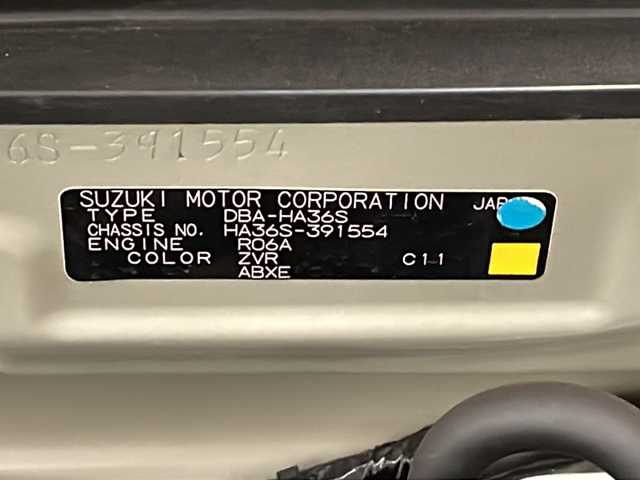 6S-391554
SUZUKI MOTOR CORPORATION
TYPE DBA-HA36S
CHASSIS NO. HA36S-391554
ENGINE R06A
COLOR ZVR C11
ABXE